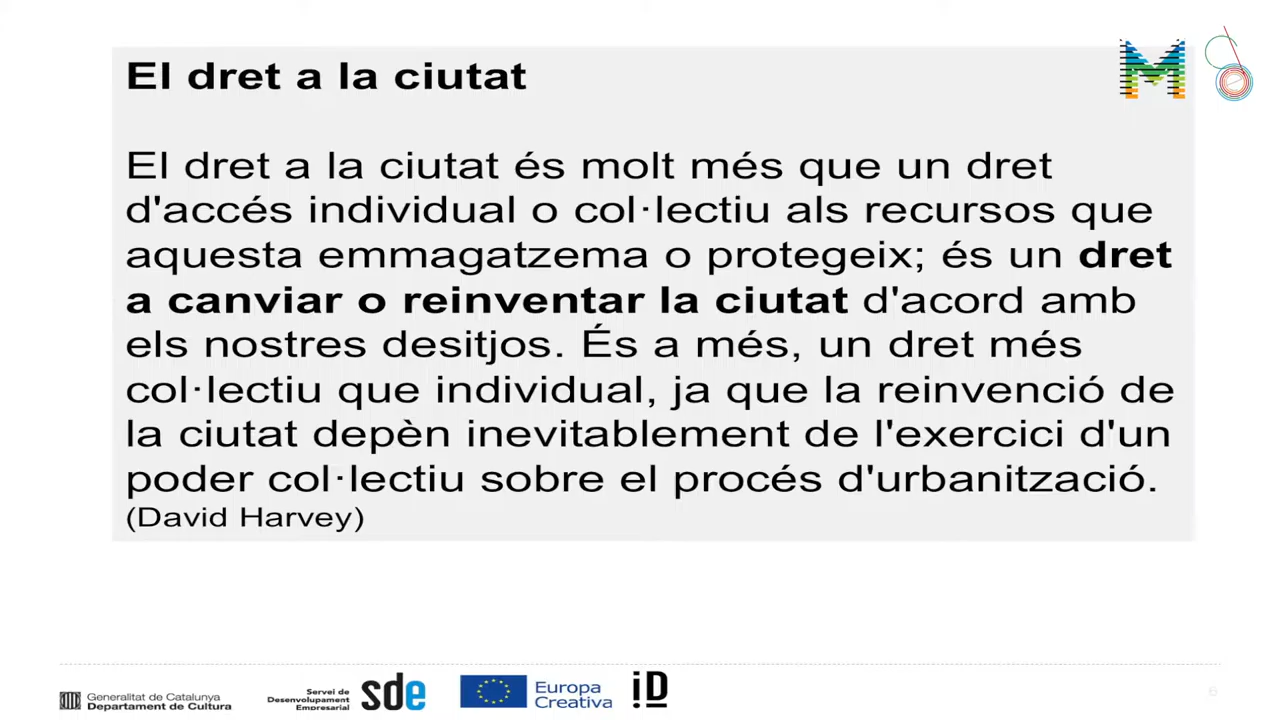 El dret a la ciutat
El dret a la ciutat és molt més que un dret
d'accés individual o col·lectiu als recursos que
aquesta emmagatzema o protegeix; és un dret
a canviar o reinventar la ciutat d'acord amb
els nostres desitjos. És a més, un dret més
col·lectiu que individual, ja que la reinvenció de
la ciutat depèn inevitablement de l'exercici d'un
poder col·lectiu sobre el procés d'urbanització.
(David Harvey)
M
Generalitat de Catalunya
Departament de Cultura
Servei de
Desenvolupament
Empresarial
sde
Europa
Creativa
iD
6